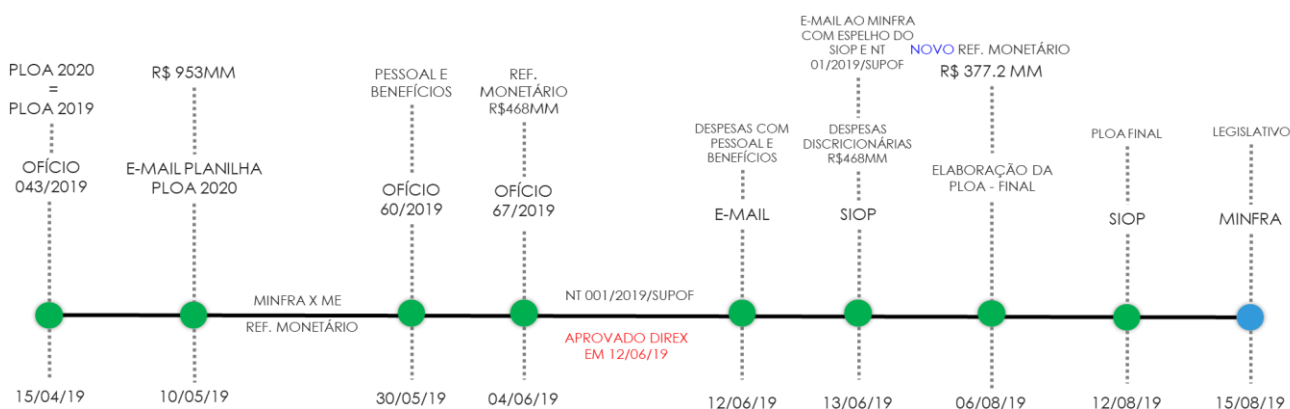 PLOA 2020
=
PLOA 2019
OFÍCIO
043/2019
15/04/19
R$ 953MM
E-MAIL PLANILHA
PLOA 2020
10/05/19
MINFRA X ME
REF. MONETÁRIO
PESSOAL E
BENEFÍCIOS
OFÍCIO
60/2019
30/05/19
REF.
MONETÁRIO
R$468MM
OFÍCIO
67/2019
04/06/19
NT 001/2019/SUPOF
APROVADO DIREX
EM 12/06/19
DESPESAS COM
PESSOAL E
BENEFÍCIOS
E-MAIL
12/06/19
E-MAIL AO MINFRA
COM ESPELHO DO
SIOP E NT
01/2019/SUPOF
DESPESAS
DISCRICIONÁRIAS
R$468MM
SIOP
13/06/19
NOVO REF. MONETÁRIO
R$ 377.2 MM
ELABORAÇÃO DA
PLOA - FINAL
06/08/19
PLOA FINAL
SIOP
12/08/19
LEGISLATIVO
MINFRA
15/08/19